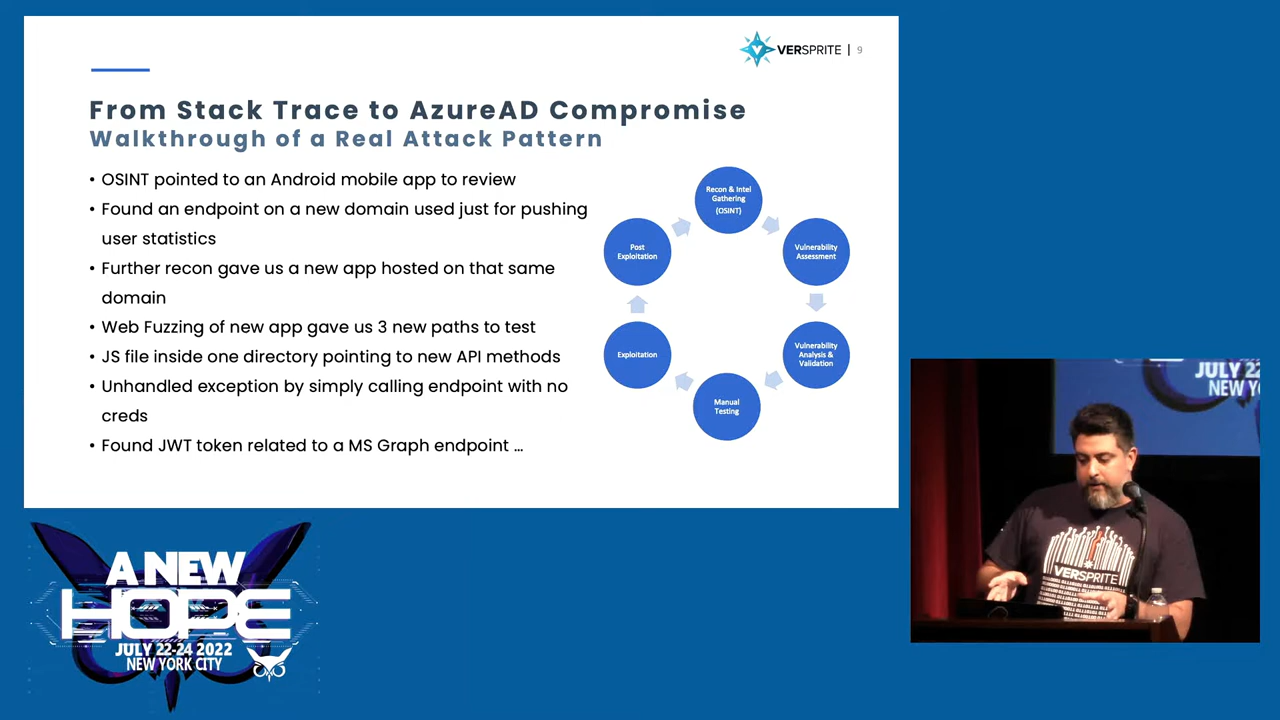 VERSPRITE | 9
From Stack Trace to AzureAD Compromise
Walkthrough of a Real Attack Pattern
• OSINT pointed to an Android mobile app to review
• Found an endpoint on a new domain used just for pushing
user statistics
• Further recon gave us a new app hosted on that same
domain
• Web Fuzzing of new app gave us 3 new paths to test
• JS file inside one directory pointing to new API methods
• Unhandled exception by simply calling endpoint with no
creds
• Found JWT token related to a MS Graph endpoint ...
Recon & Intel
Gathering
(OSINT)
Vulnerability
Assessment
Vulnerability
Analysis &
Validation
Manual
Testing
Exploitation
Post
Exploitation
A NEW
HOPE
JULY 22-24 2022
NEW YORK CITY
JULY 22
NEW Y
VERSPRITE